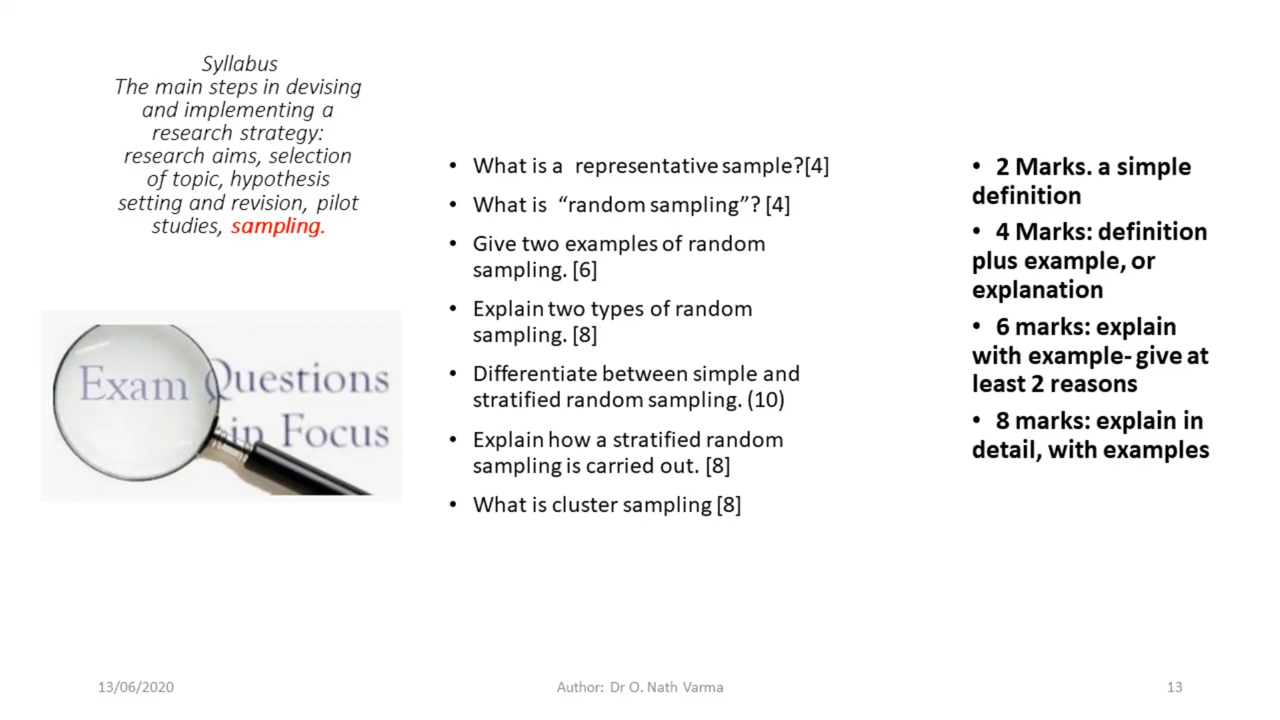 Syllabus
The main steps in devising
and implementing a
research strategy:
research aims, selection
of topic, hypothesis
setting and revision, pilot
studies, sampling.
Exam Questions
in Focus
• What is a representative sample?[4]
• What is “random sampling”? [4]
• Give two examples of random
sampling. [6]
• Explain two types of random
sampling. [8]
• Differentiate between simple and
stratified random sampling. (10)
• Explain how a stratified random
sampling is carried out. [8]
• What is cluster sampling [8]
• 2 Marks. a simple
definition
• 4 Marks: definition
plus example, or
explanation
• 6 marks: explain
with example- give at
least 2 reasons
• 8 marks: explain in
detail, with examples
13/06/2020
Author: Dr O. Nath Varma
13